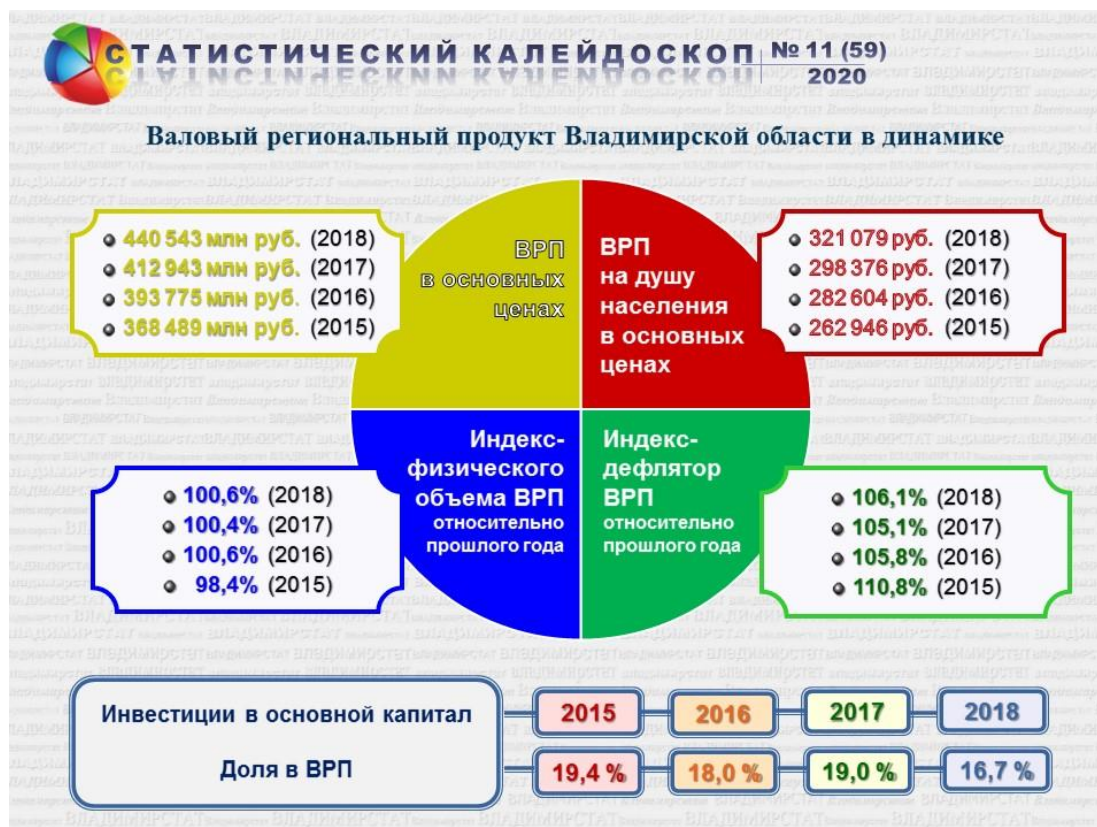 СТАТИСТИЧЕСКИЙ КАЛЕЙДОСКОП № 11 (59)
2020
Валовый региональный продукт Владимирской области в динамике
440 543 млн руб. (2018)
412 943 млн руб. (2017)
393 775 млн руб. (2016)
368 489 млн руб. (2015)
ВРП
в основных
ценах
ВРП
на душу
населения
в основных
ценах
321 079 руб. (2018)
298 376 руб. (2017)
282 604 руб. (2016)
262 946 руб. (2015)
100,6% (2018)
100,4% (2017)
100,6% (2016)
98,4% (2015)
Индекс-
физического
объема ВРП
относительно
прошлого года
Индекс-
дефлятор
ВРП
относительно
прошлого года
106,1% (2018)
105,1% (2017)
105,8% (2016)
110,8% (2015)
Инвестиции в основной капитал 2015 2016 2017 2018
Доля в ВРП 19,4 % 18,0 % 19,0 % 16,7 %